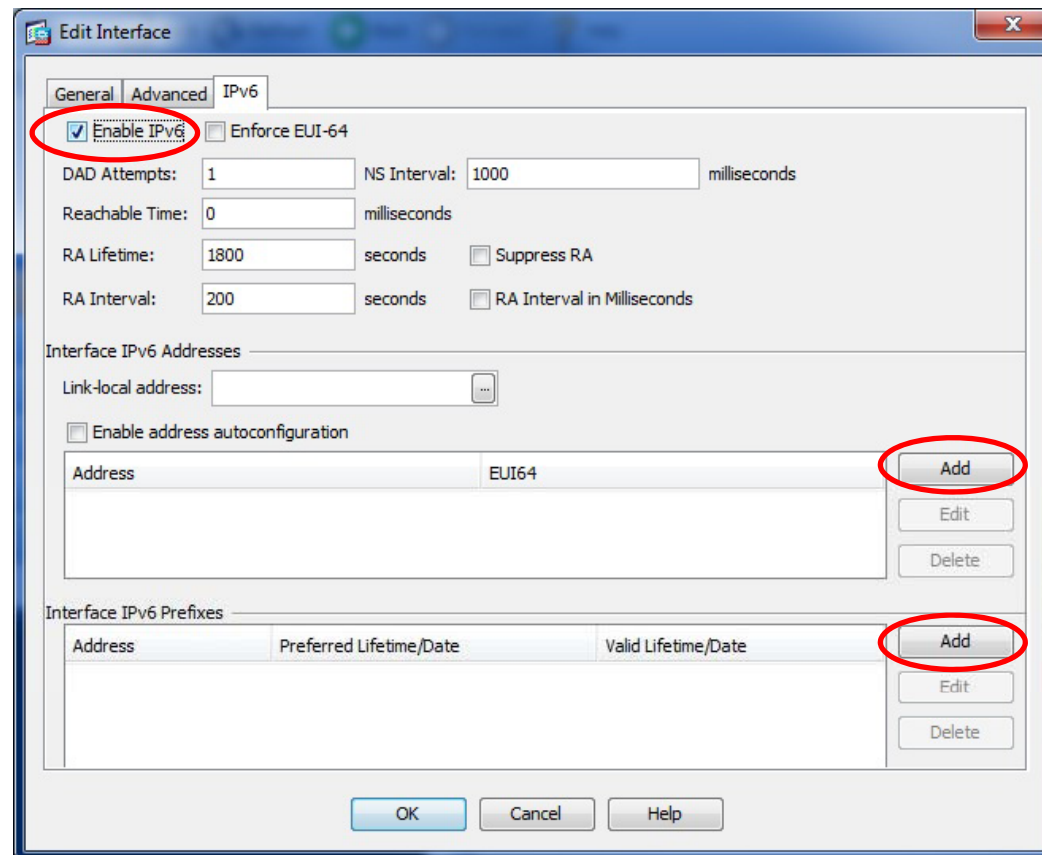 Edit Interface
General Advanced IPv6
Enable IPv6 Enforce EUI-64
DAD Attempts: 1 NS Interval: 1000 milliseconds
Reachable Time: 0 milliseconds
RA Lifetime: 1800 seconds Suppress RA
RA Interval: 200 seconds RA Interval in Milliseconds
Interface IPv6 Addresses
Link-local address: ...
Enable address autoconfiguration
Address EUI64 Add
Edit
Delete
Interface IPv6 Prefixes
Address Preferred Lifetime/Date Valid Lifetime/Date Add
Edit
Delete
OK Cancel Help